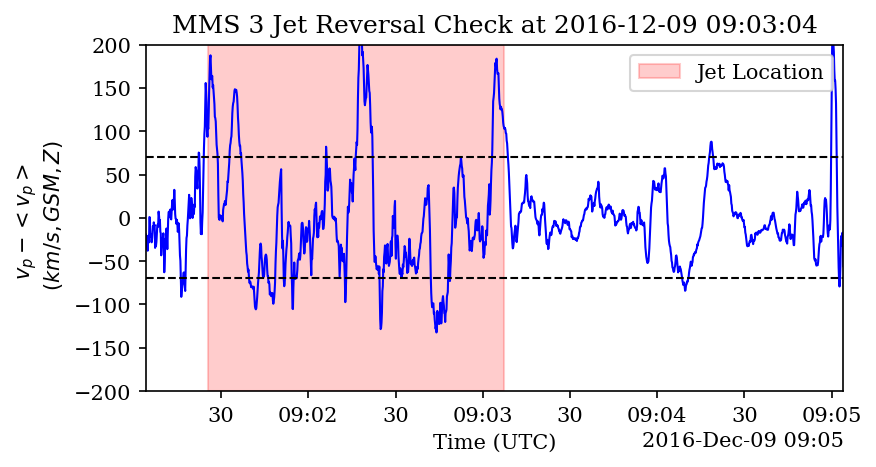 MMS 3 Jet Reversal Check at 2016-12-09 09:03:04
v_p - < v_p >
(km/s, GSM, Z)
200
150
100
50
0
−50
−100
−150
−200
Jet Location
30 09:02 30 09:03 30 09:04 30 09:05
Time (UTC)
2016-Dec-09 09:05